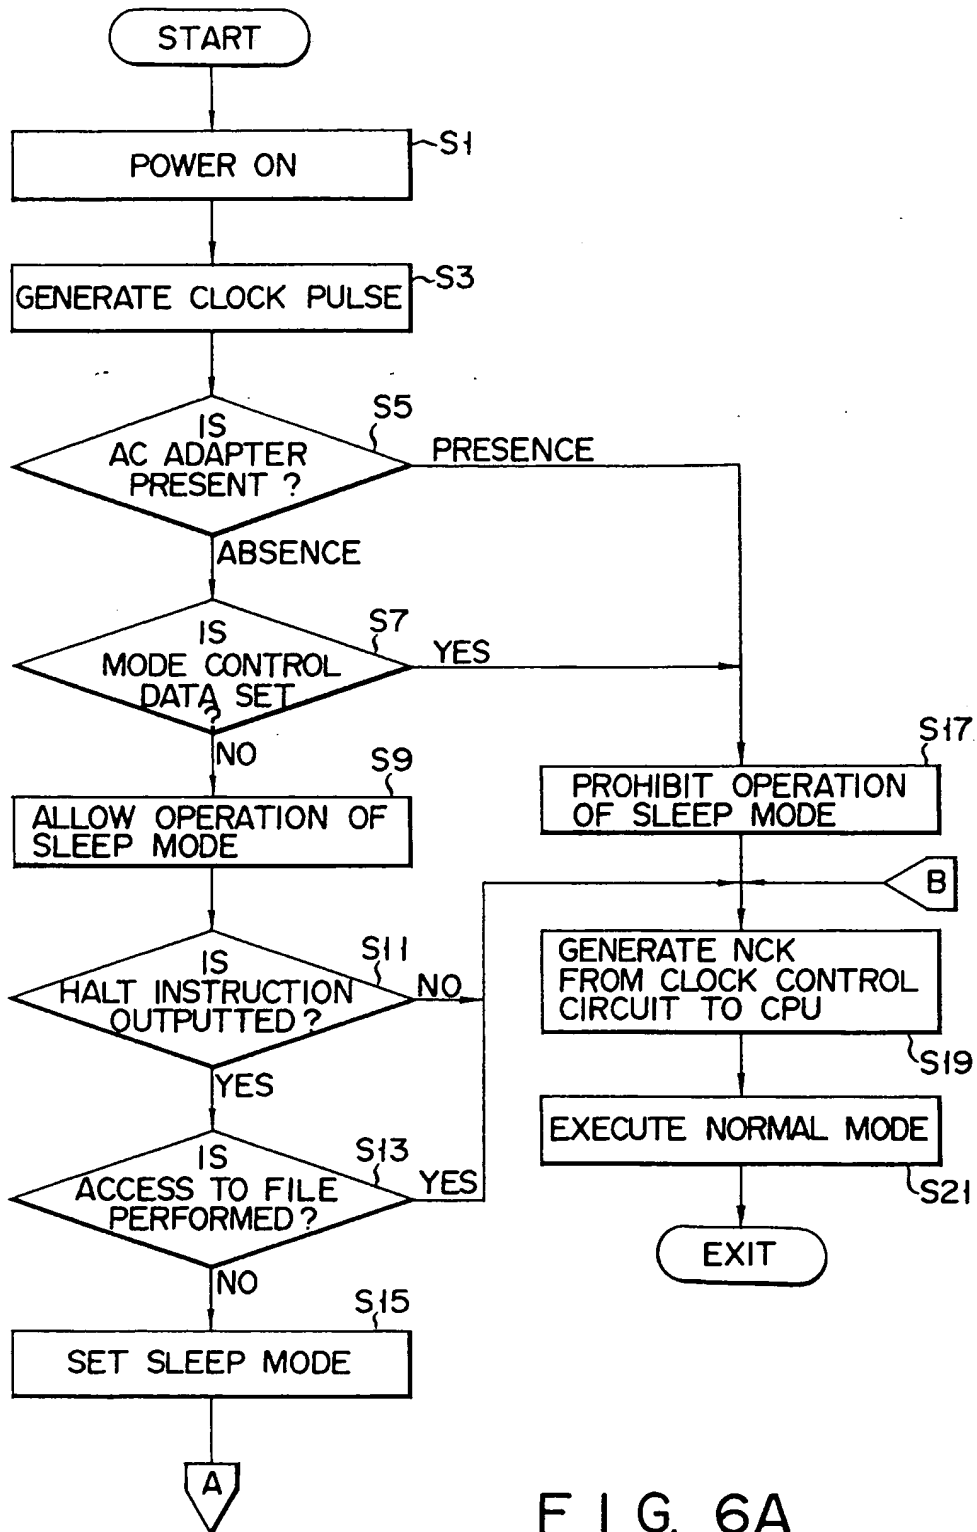 START
S1
POWER ON
S3
GENERATE CLOCK PULSE
S5
IS
AC ADAPTER
PRESENT ?
PRESENCE
ABSENCE
S7
IS
MODE CONTROL
DATA SET
?
YES
NO
S9
ALLOW OPERATION OF
SLEEP MODE
S17
PROHIBIT OPERATION
OF SLEEP MODE
B
S11
IS
HALT INSTRUCTION
OUTPUTTED ?
NO
YES
GENERATE NCK
FROM CLOCK CONTROL
CIRCUIT TO CPU
S19
S13
IS
ACCESS TO FILE
PERFORMED ?
YES
NO
EXECUTE NORMAL MODE
S21
EXIT
S15
SET SLEEP MODE
A
FIG. 6A